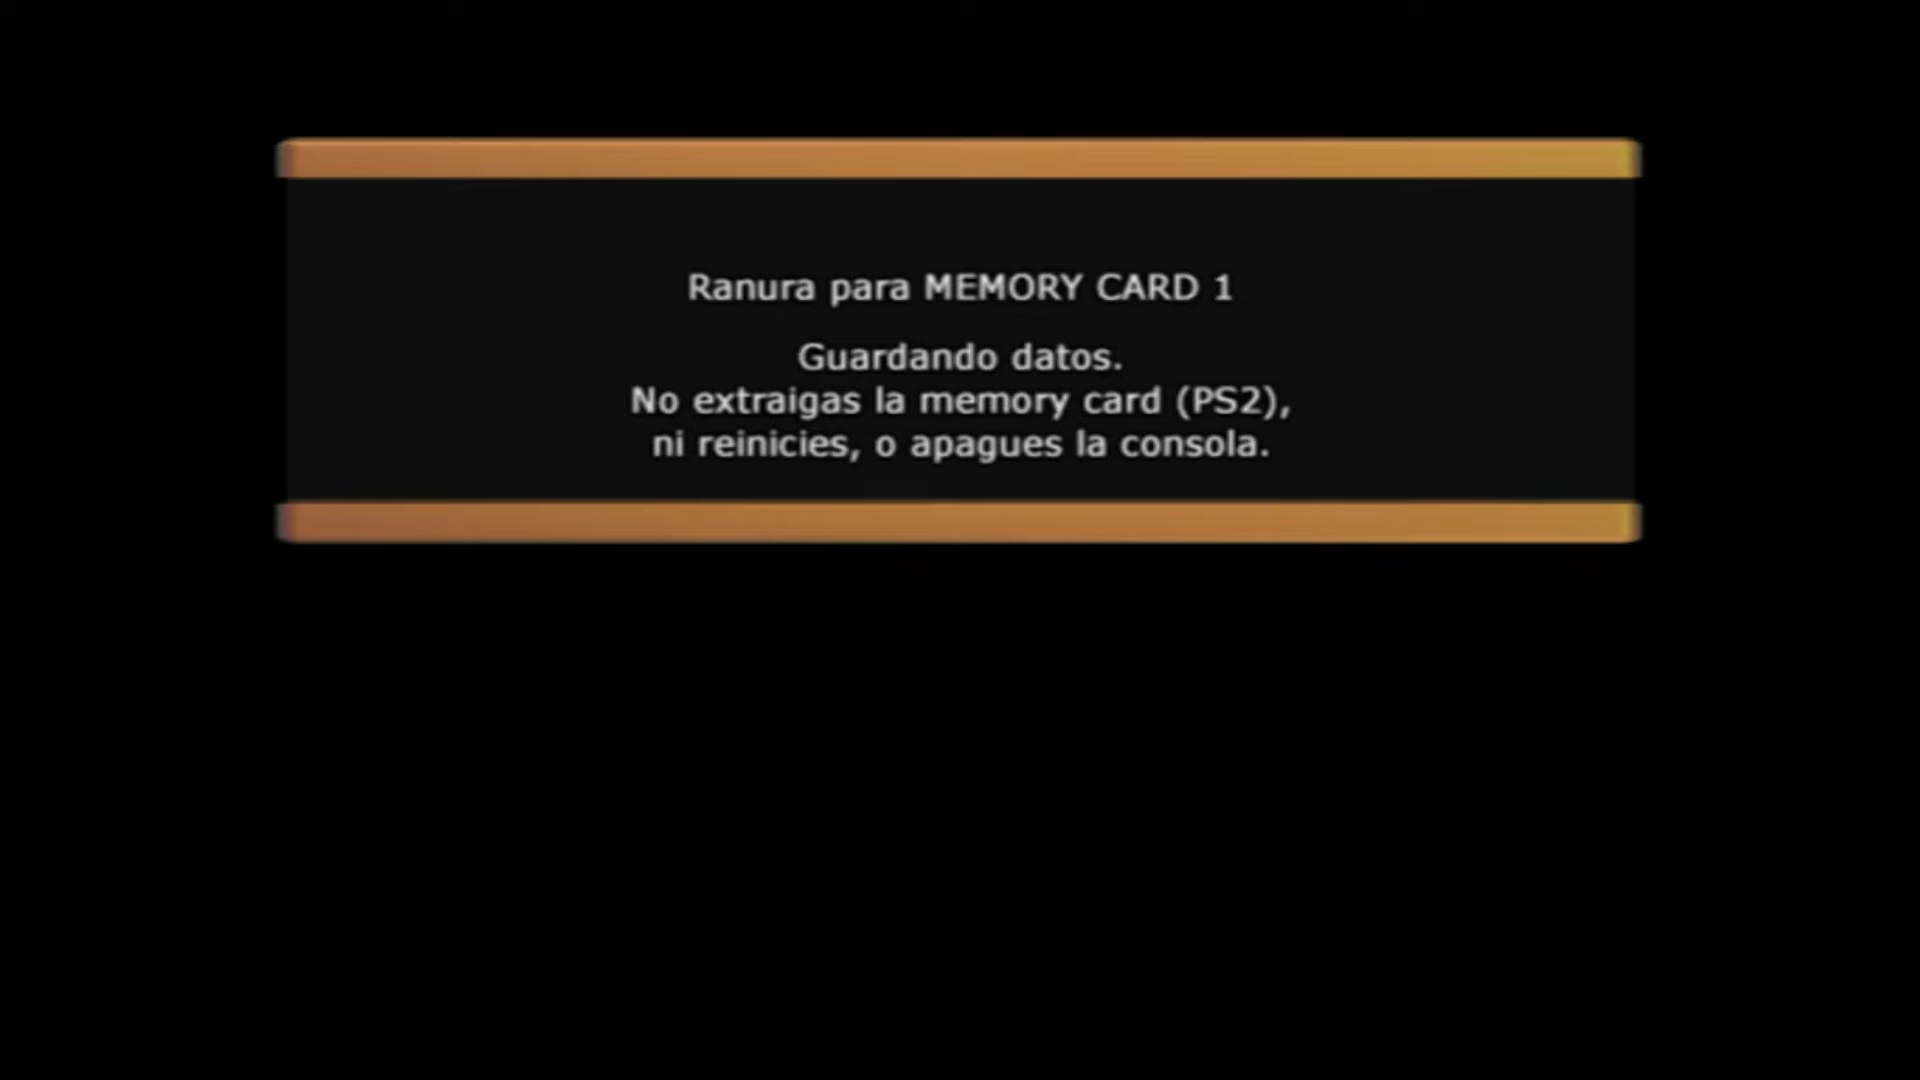 Ranura para MEMORY CARD 1
Guardando datos.
No extraigas la memory card (PS2),
ni reinicies, o apagues la consola.